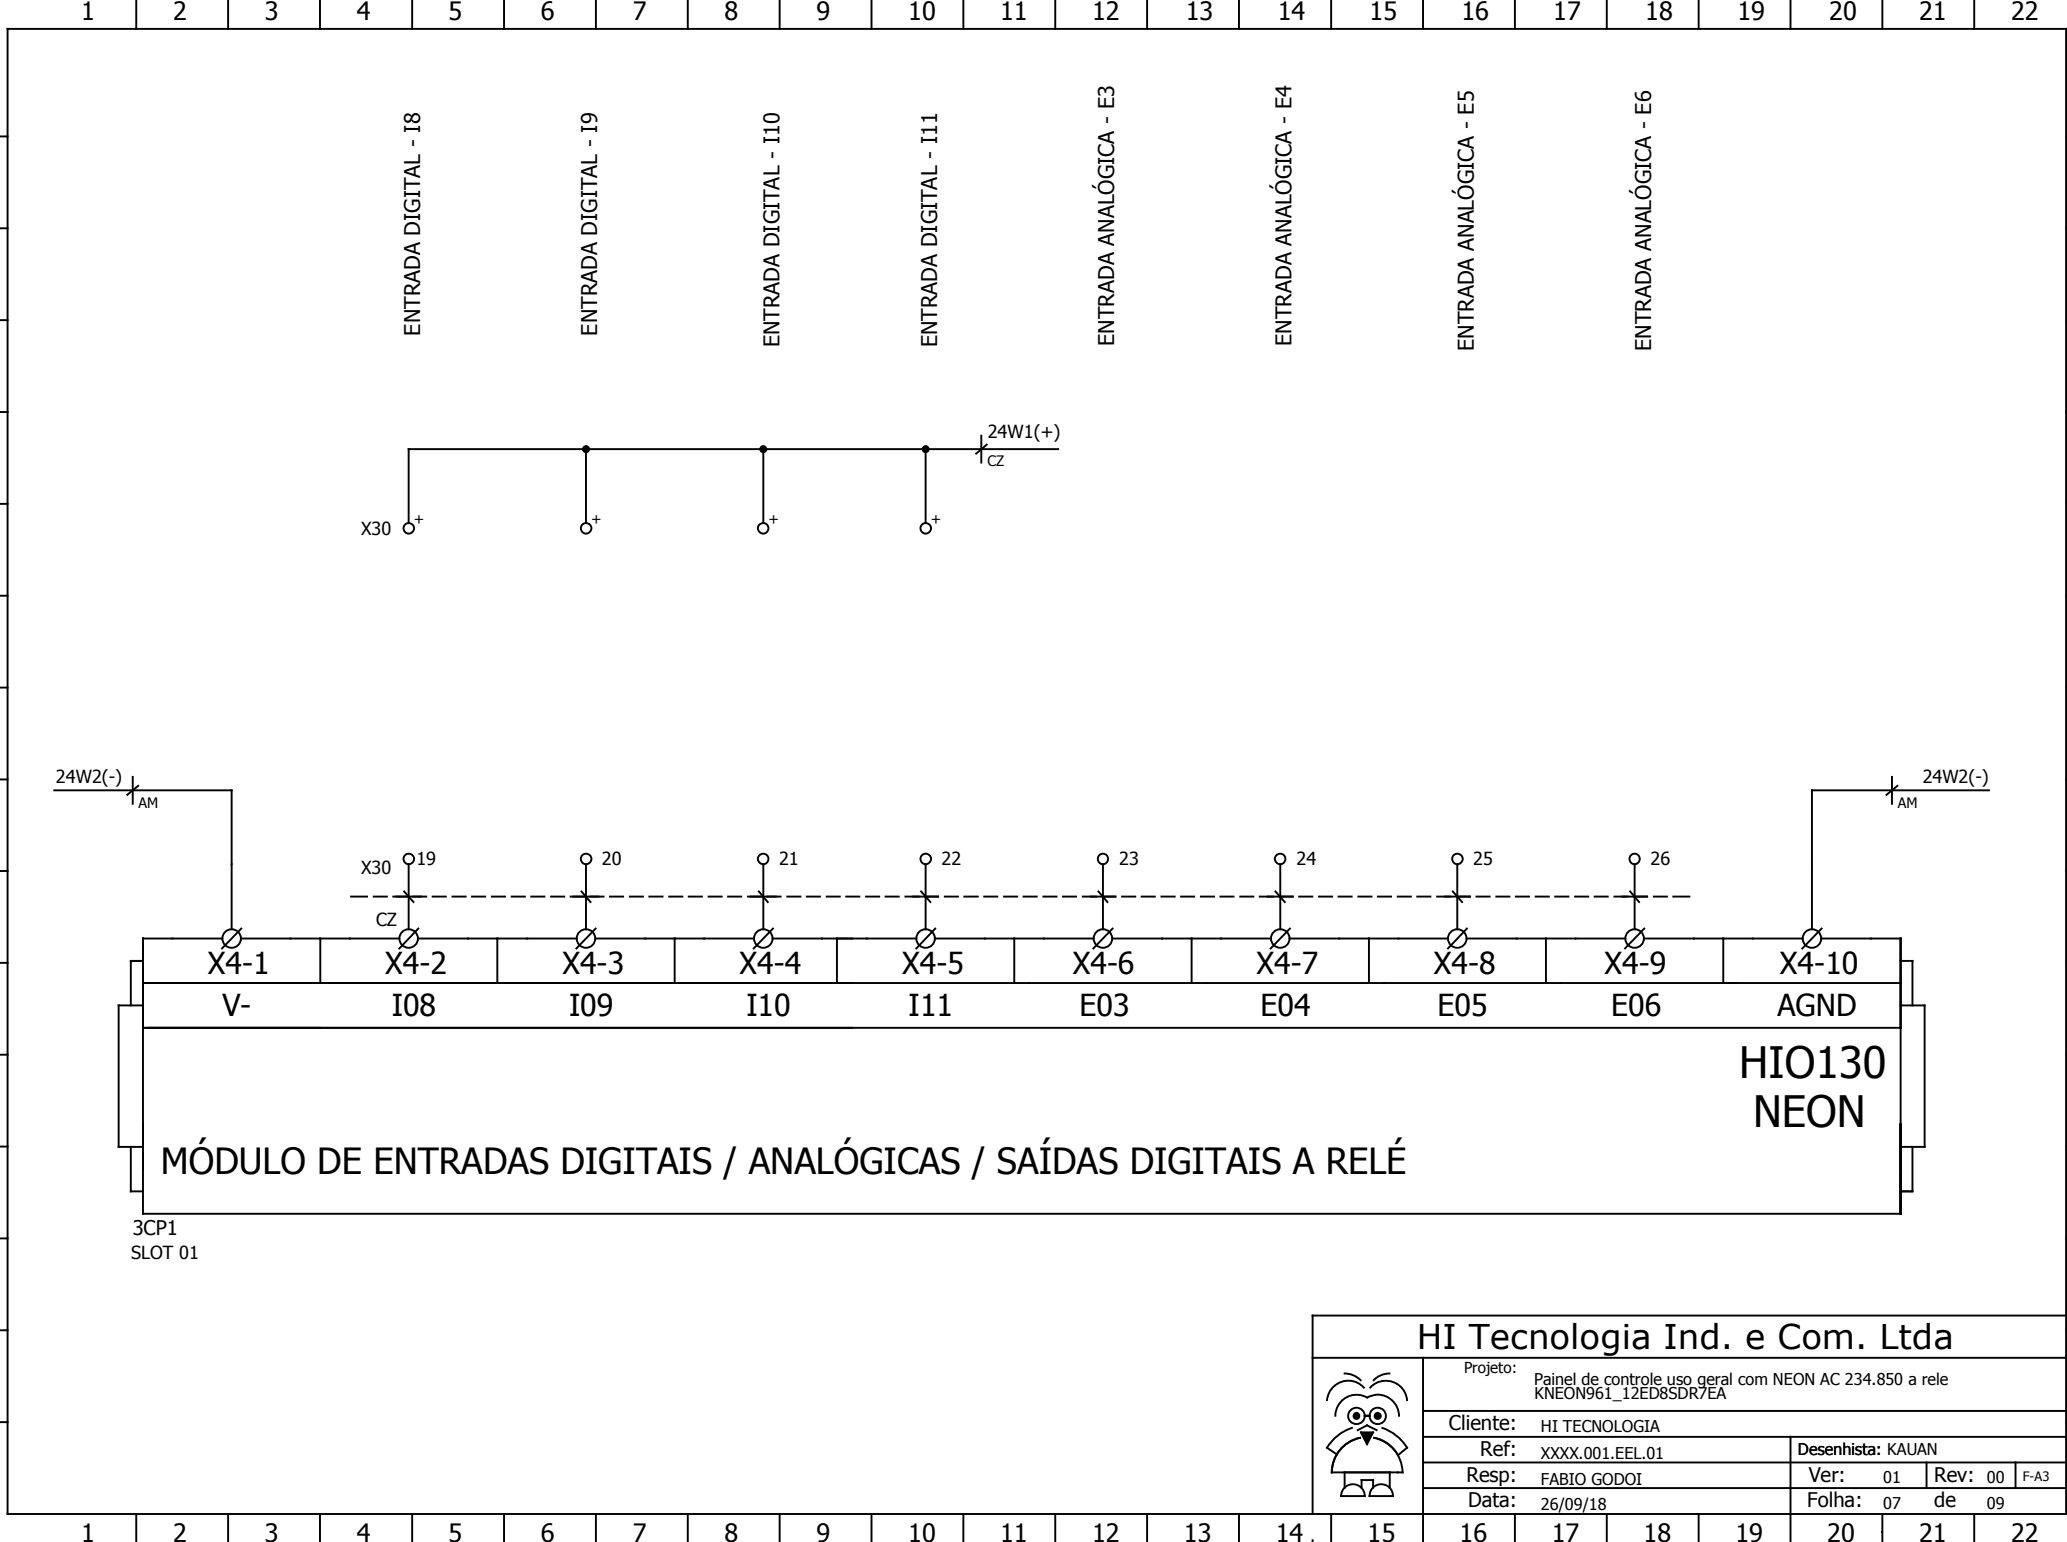 1 2 3 4 5 6 7 8 9 10 11 12 13 14 15 16 17 18 19 20 21 22
ENTRADA DIGITAL - I8
ENTRADA DIGITAL - I9
ENTRADA DIGITAL - I10
ENTRADA DIGITAL - I11
ENTRADA ANALÓGICA - E3
ENTRADA ANALÓGICA - E4
ENTRADA ANALÓGICA - E5
ENTRADA ANALÓGICA - E6
24W1(+)
CZ
X30 + + + +
24W2(-) 24W2(-)
AM AM
X30 19 20 21 22 23 24 25 26
CZ
X4-1 X4-2 X4-3 X4-4 X4-5 X4-6 X4-7 X4-8 X4-9 X4-10
V- I08 I09 I10 I11 E03 E04 E05 E06 AGND
HIO130
NEON
MÓDULO DE ENTRADAS DIGITAIS / ANALÓGICAS / SAÍDAS DIGITAIS A RELÉ
3CP1
SLOT 01
HI Tecnologia Ind. e Com. Ltda
Projeto: Painel de controle uso geral com NEON AC 234.850 a rele
KNEON961_12ED8SDR7EA
Cliente: HI TECNOLOGIA
Ref: XXXX.001.EEL.01 Desenhista: KAUAN
Resp: FABIO GODOI Ver: 01 Rev: 00 F-A3
Data: 26/09/18 Folha: 07 de 09
1 2 3 4 5 6 7 8 9 10 11 12 13 14 15 16 17 18 19 20 21 22